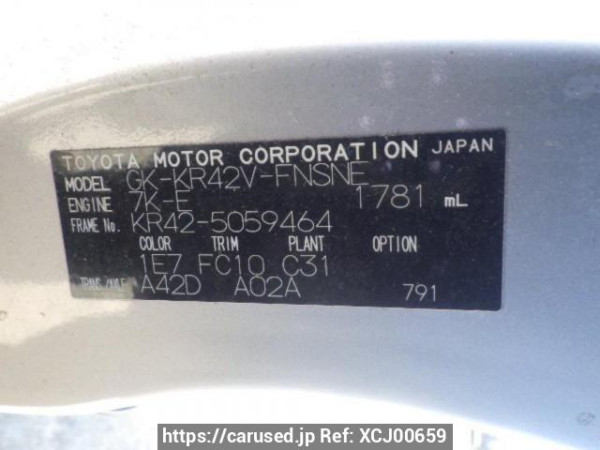 TOYOTA MOTOR CORPORATION JAPAN
MODEL GK-KR42V-FNSNE
ENGINE 7K-E 1781 mL
FRAME No. KR42-5059464
COLOR TRIM PLANT OPTION
1E7 FC10 C31
TRANS/AXLE A42D A02A 791
https://carused.jp Ref: XCJ00659